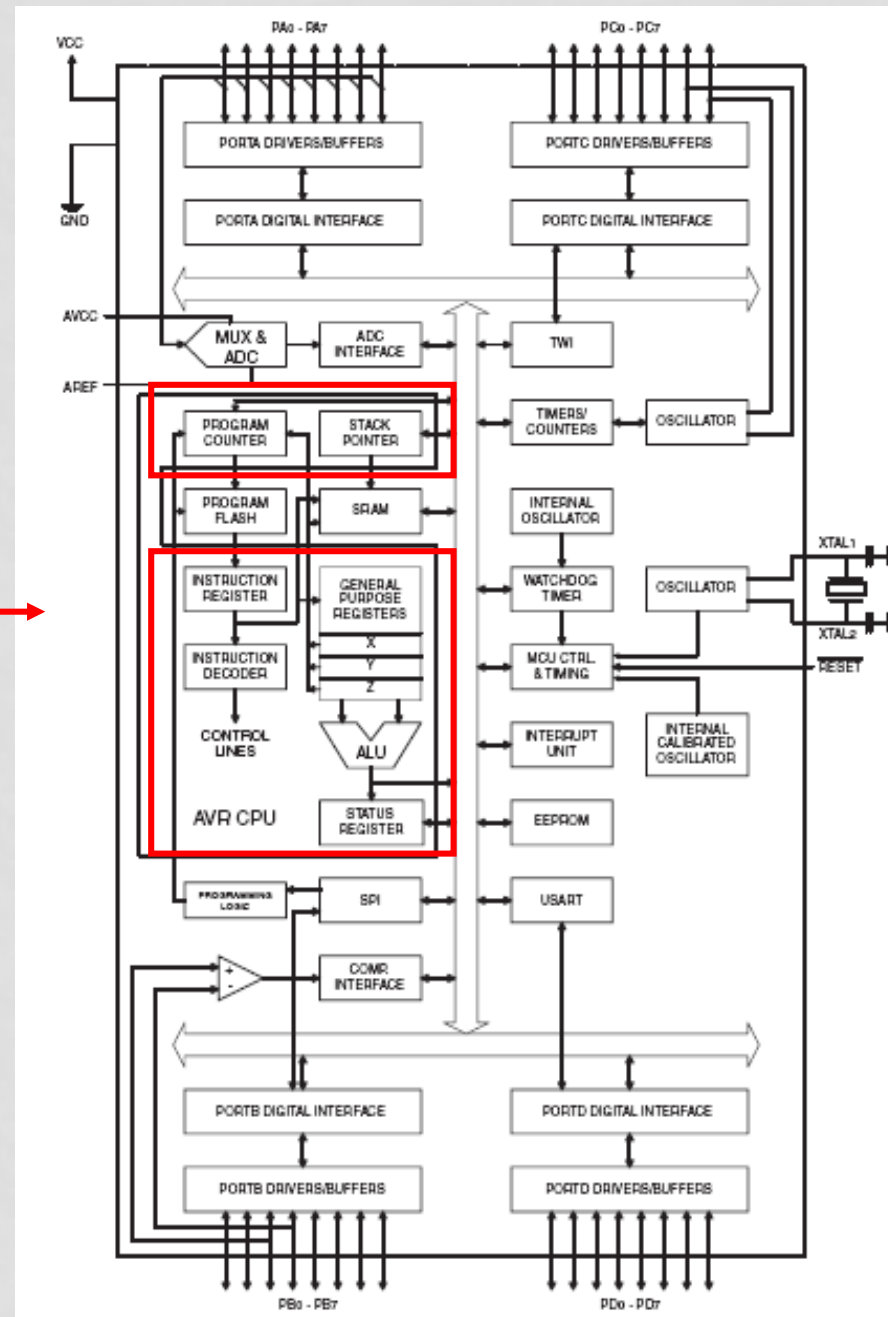 PA0 - PA7
PC0 - PC7
VCC
PORTA DRIVERS/BUFFERS
PORTC DRIVERS/BUFFERS
GND
PORTA DIGITAL INTERFACE
PORTC DIGITAL INTERFACE
AVCC
MUX &
ADC
ADC
INTERFACE
TWI
AREF
PROGRAM
COUNTER
STACK
POINTER
TIMERS/
COUNTERS
OSCILLATOR
PROGRAM
FLASH
SRAM
INTERNAL
OSCILLATOR
XTAL1
INSTRUCTION
REGISTER
GENERAL
PURPOSE
REGISTERS
WATCHDOG
TIMER
OSCILLATOR
X
XTAL2
INSTRUCTION
DECODER
Y
MCU CTRL.
& TIMING
RESET
Z
CONTROL
LINES
ALU
INTERRUPT
UNIT
INTERNAL
CALIBRATED
OSCILLATOR
AVR CPU
STATUS
REGISTER
EEPROM
PROGRAMMING
LOGIC
SPI
USART
+
-
COMP.
INTERFACE
PORTB DIGITAL INTERFACE
PORTD DIGITAL INTERFACE
PORTB DRIVERS/BUFFERS
PORTD DRIVERS/BUFFERS
PB0 - PB7
PD0 - PD7